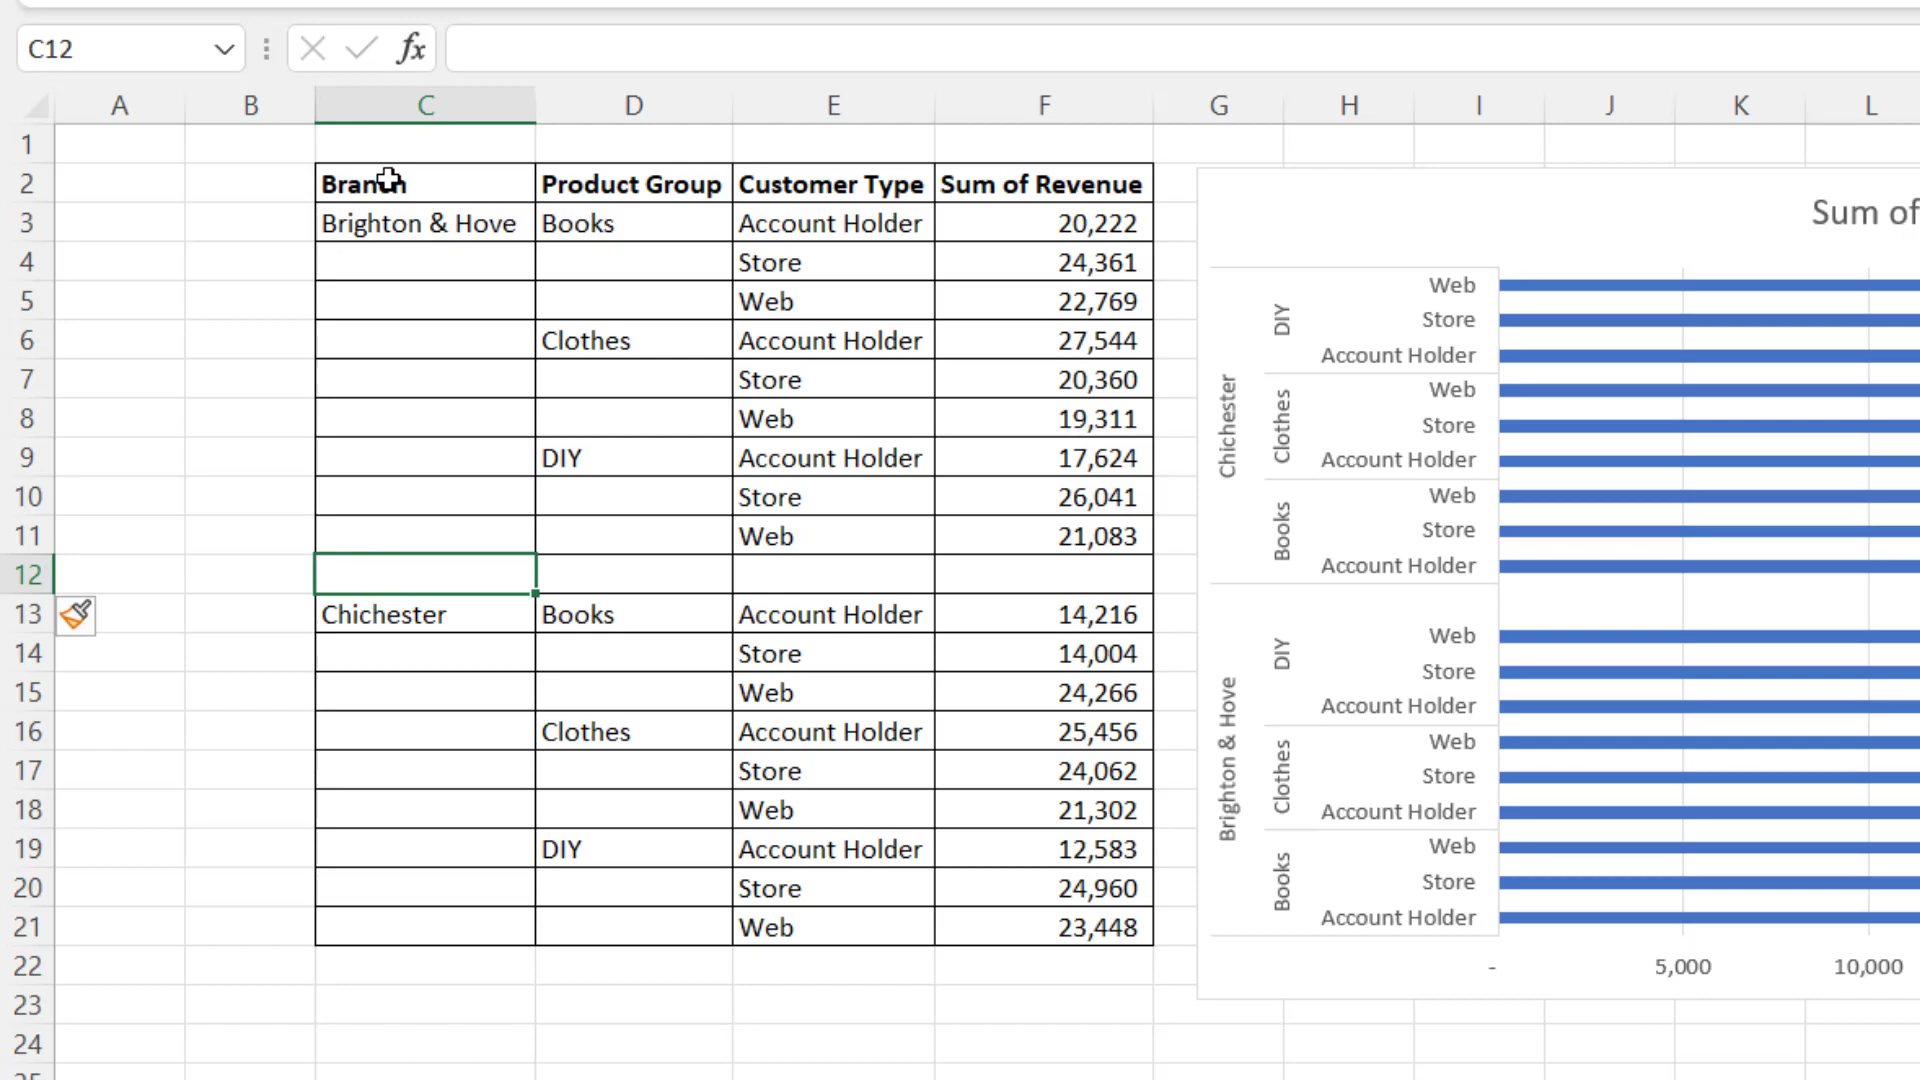 C12 fx
A B C D E F G H I J K L
1
2 Branch Product Group Customer Type Sum of Revenue
3 Brighton & Hove Books Account Holder 20,222
4 Store 24,361
5 Web 22,769
6 Clothes Account Holder 27,544
7 Store 20,360
8 Web 19,311
9 DIY Account Holder 17,624
10 Store 26,041
11 Web 21,083
12
13 Chichester Books Account Holder 14,216
14 Store 14,004
15 Web 24,266
16 Clothes Account Holder 25,456
17 Store 24,062
18 Web 21,302
19 DIY Account Holder 12,583
20 Store 24,960
21 Web 23,448
22
23
24
Sum of
Chichester
DIY
Web
Store
Account Holder
Clothes
Web
Store
Account Holder
Books
Web
Store
Account Holder
Brighton & Hove
DIY
Web
Store
Account Holder
Clothes
Web
Store
Account Holder
Books
Web
Store
Account Holder
- 5,000 10,000